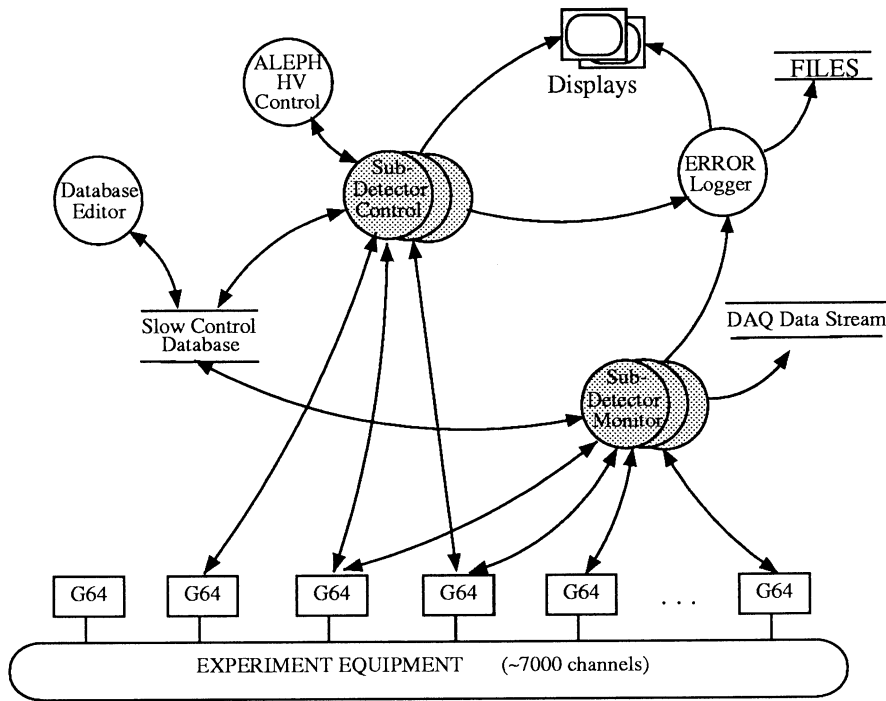 ALEPH
HV
Control
Displays
FILES
Sub-
Detector
Control
ERROR
Logger
Database
Editor
Slow Control
Database
DAQ Data Stream
Sub-
Detector
Monitor
G64
G64
G64
G64
G64
. . .
G64
EXPERIMENT EQUIPMENT (~7000 channels)